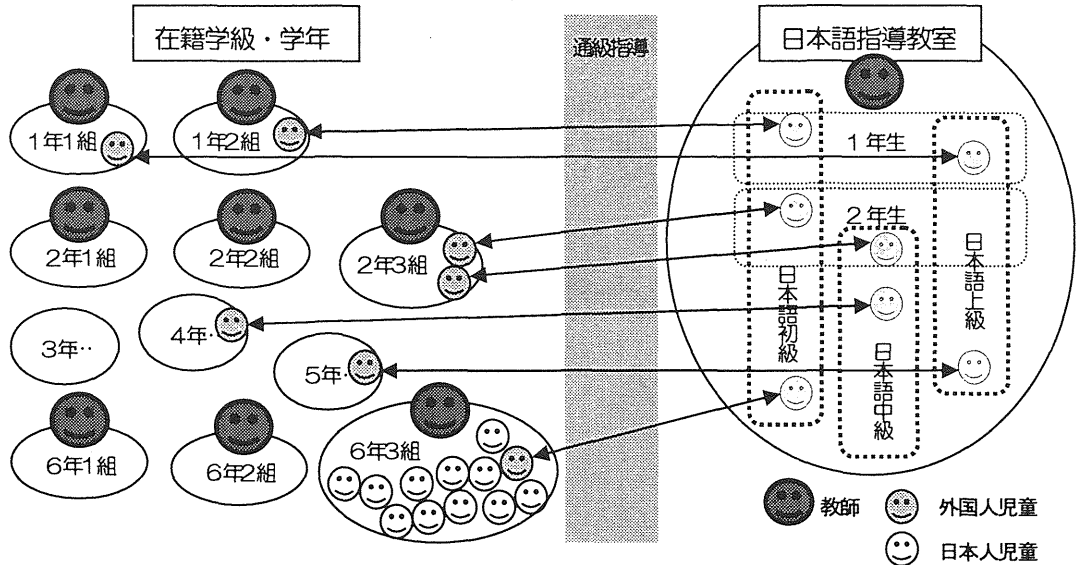 在籍学級・学年
通級指導
日本語指導教室
1年1組
1年2組
1年生
2年1組
2年2組
2年3組
2年生
3年‥
4年‥
5年‥
6年1組
6年2組
6年3組
日本語初級
日本語中級
日本語上級
教師
外国人児童
日本人児童